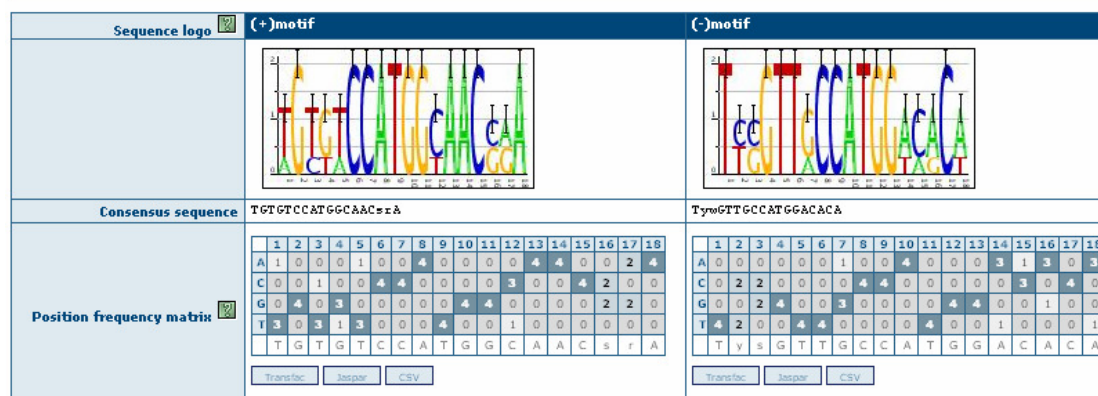 Sequence logo (+)motif (-)motif
Consensus sequence TGTGTCCATGGCAACsrA TywGTTGCCATGGACACA
Position frequency matrix
1 2 3 4 5 6 7 8 9 10 11 12 13 14 15 16 17 18
A 1 0 0 0 1 0 0 4 0 0 0 0 4 4 0 0 2 4
C 0 0 1 0 0 4 4 0 0 0 0 3 0 0 4 2 0 0
G 0 4 0 3 0 0 0 0 0 4 4 0 0 0 0 2 2 0
T 3 0 3 1 3 0 0 0 4 0 0 1 0 0 0 0 0 0
T G T G T C C A T G G C A A C s r A
Transfac Jaspar CSV
1 2 3 4 5 6 7 8 9 10 11 12 13 14 15 16 17 18
A 0 0 0 0 0 0 1 0 0 4 0 0 0 3 1 3 0 3
C 0 2 2 0 0 0 0 4 4 0 0 0 0 0 3 0 4 0
G 0 0 2 4 0 0 3 0 0 0 0 4 4 0 0 1 0 0
T 4 2 0 0 4 4 0 0 0 0 4 0 0 1 0 0 0 1
T y s G T T G C C A T G G A C A C A
Transfac Jaspar CSV